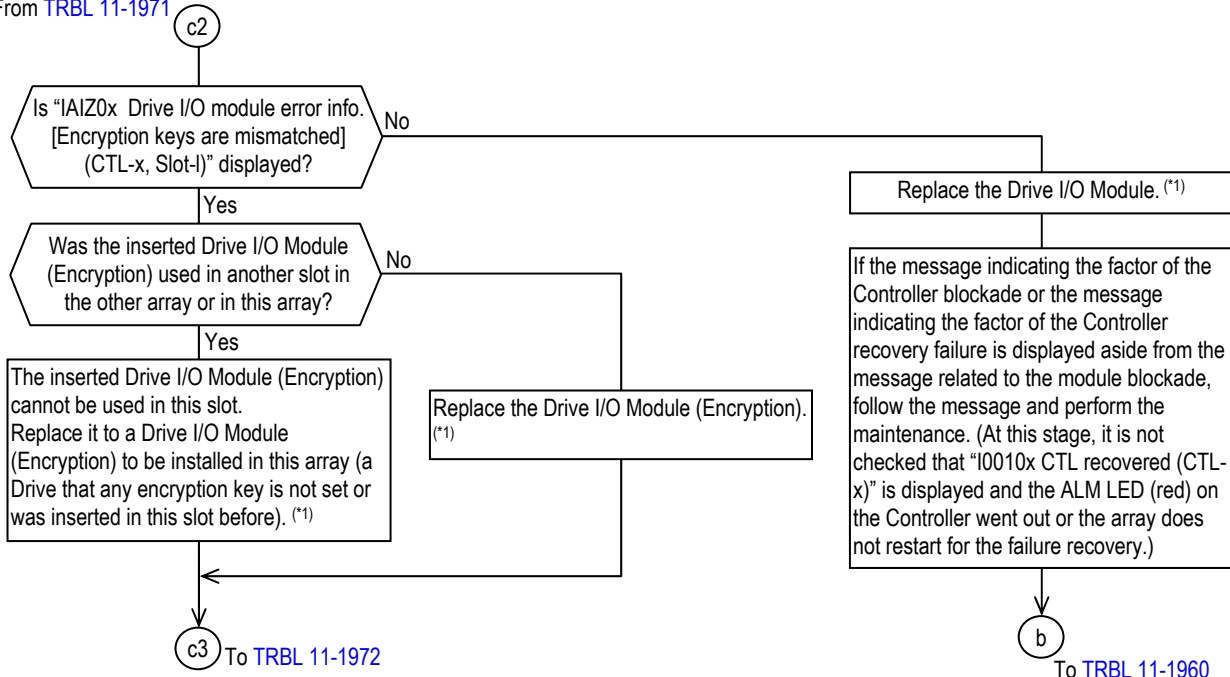 From TRBL 11-1971
c2
Is “IAIZ0x Drive I/O module error info.
[Encryption keys are mismatched]
(CTL-x, Slot-l)” displayed?
No
Yes
Was the inserted Drive I/O Module
(Encryption) used in another slot in
the other array or in this array?
No
Yes
The inserted Drive I/O Module (Encryption)
cannot be used in this slot.
Replace it to a Drive I/O Module
(Encryption) to be installed in this array (a
Drive that any encryption key is not set or
was inserted in this slot before). (*1)
Replace the Drive I/O Module (Encryption).
(*1)
c3
To TRBL 11-1972
Replace the Drive I/O Module. (*1)
If the message indicating the factor of the
Controller blockade or the message
indicating the factor of the Controller
recovery failure is displayed aside from the
message related to the module blockade,
follow the message and perform the
maintenance. (At this stage, it is not
checked that “I0010x CTL recovered (CTL-
x)” is displayed and the ALM LED (red) on
the Controller went out or the array does
not restart for the failure recovery.)
b
To TRBL 11-1960